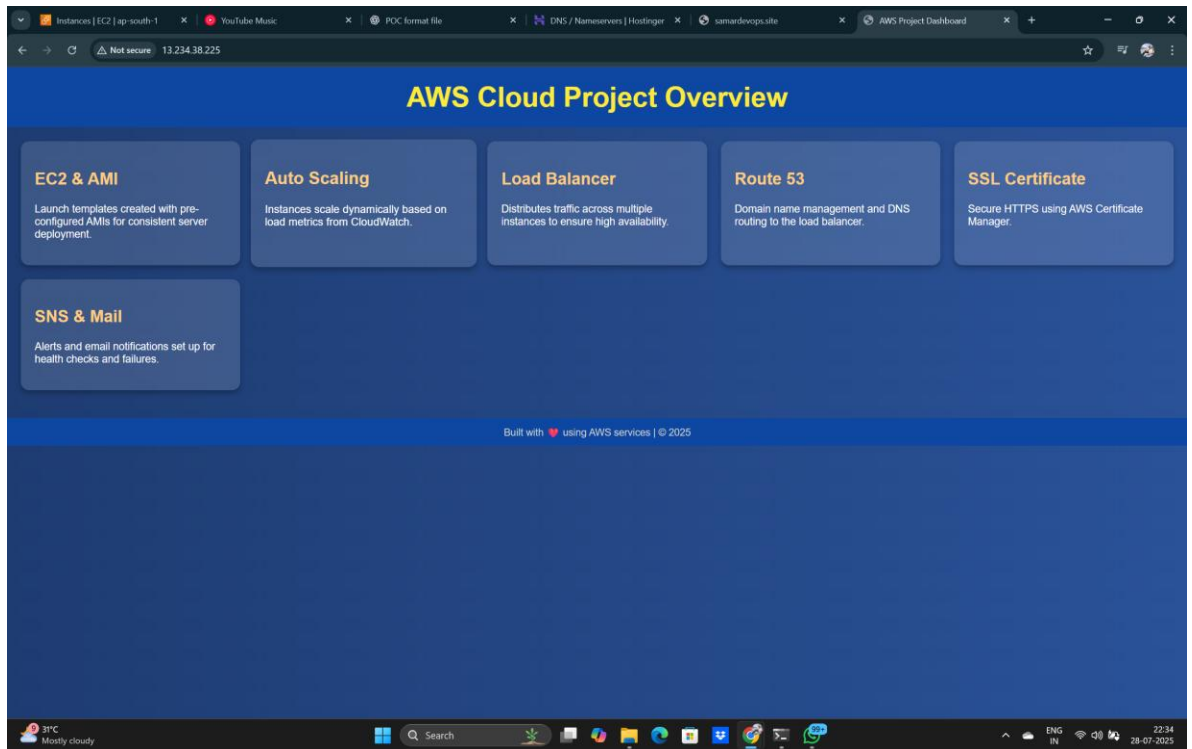 Instances | EC2 | ap-south-1
YouTube Music
POC format file
DNS / Nameservers | Hostinger
samardevops.site
AWS Project Dashboard
Not secure
13.234.38.225
AWS Cloud Project Overview
EC2 & AMI
Launch templates created with pre-
configured AMIs for consistent server
deployment.
Auto Scaling
Instances scale dynamically based on
load metrics from CloudWatch.
Load Balancer
Distributes traffic across multiple
instances to ensure high availability.
Route 53
Domain name management and DNS
routing to the load balancer.
SSL Certificate
Secure HTTPS using AWS Certificate
Manager.
SNS & Mail
Alerts and email notifications set up for
health checks and failures.
Built with ❤️ using AWS services | © 2025
9
31°C
Mostly cloudy
Search
99+
ENG
IN
22:34
28-07-2025